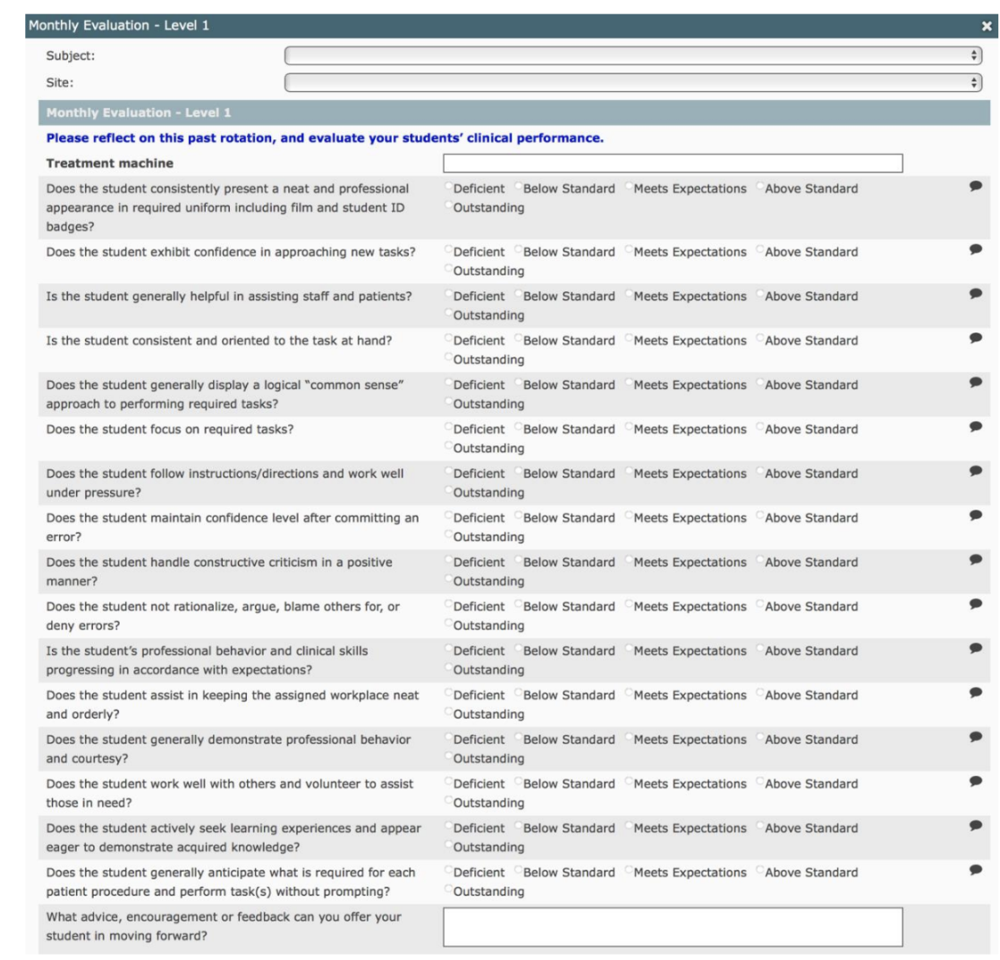 Monthly Evaluation - Level 1
Subject:
Site:
Monthly Evaluation - Level 1
Please reflect on this past rotation, and evaluate your students’ clinical performance.
Treatment machine
Does the student consistently present a neat and professional
appearance in required uniform including film and student ID
badges?
Deficient Below Standard Meets Expectations Above Standard
Outstanding
Does the student exhibit confidence in approaching new tasks?
Deficient Below Standard Meets Expectations Above Standard
Outstanding
Is the student generally helpful in assisting staff and patients?
Deficient Below Standard Meets Expectations Above Standard
Outstanding
Is the student consistent and oriented to the task at hand?
Deficient Below Standard Meets Expectations Above Standard
Outstanding
Does the student generally display a logical “common sense”
approach to performing required tasks?
Deficient Below Standard Meets Expectations Above Standard
Outstanding
Does the student focus on required tasks?
Deficient Below Standard Meets Expectations Above Standard
Outstanding
Does the student follow instructions/directions and work well
under pressure?
Deficient Below Standard Meets Expectations Above Standard
Outstanding
Does the student maintain confidence level after committing an
error?
Deficient Below Standard Meets Expectations Above Standard
Outstanding
Does the student handle constructive criticism in a positive
manner?
Deficient Below Standard Meets Expectations Above Standard
Outstanding
Does the student not rationalize, argue, blame others for, or
deny errors?
Deficient Below Standard Meets Expectations Above Standard
Outstanding
Is the student’s professional behavior and clinical skills
progressing in accordance with expectations?
Deficient Below Standard Meets Expectations Above Standard
Outstanding
Does the student assist in keeping the assigned workplace neat
and orderly?
Deficient Below Standard Meets Expectations Above Standard
Outstanding
Does the student generally demonstrate professional behavior
and courtesy?
Deficient Below Standard Meets Expectations Above Standard
Outstanding
Does the student work well with others and volunteer to assist
those in need?
Deficient Below Standard Meets Expectations Above Standard
Outstanding
Does the student actively seek learning experiences and appear
eager to demonstrate acquired knowledge?
Deficient Below Standard Meets Expectations Above Standard
Outstanding
Does the student generally anticipate what is required for each
patient procedure and perform task(s) without prompting?
Deficient Below Standard Meets Expectations Above Standard
Outstanding
What advice, encouragement or feedback can you offer your
student in moving forward?